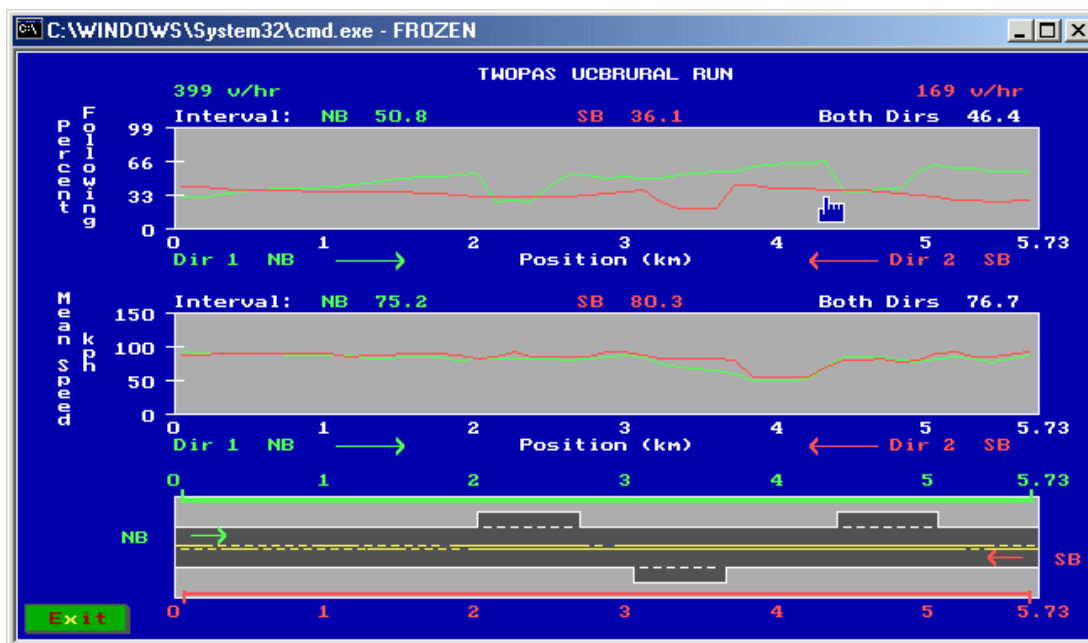 C:\WINDOWS\System32\cmd.exe - FROZEN
TWOPAS UCBRURAL RUN
399 v/hr 169 v/hr
Interval: NB 50.8 SB 36.1 Both Dirs 46.4
Percent Following
99
66
33
0
0 1 2 3 4 5 5.73
Dir 1 NB Position (km) Dir 2 SB
Interval: NB 75.2 SB 80.3 Both Dirs 76.7
Mean Speed kph
150
100
50
0
0 1 2 3 4 5 5.73
Dir 1 NB Position (km) Dir 2 SB
0 1 2 3 4 5 5.73
NB
SB
Exit
0 1 2 3 4 5 5.73